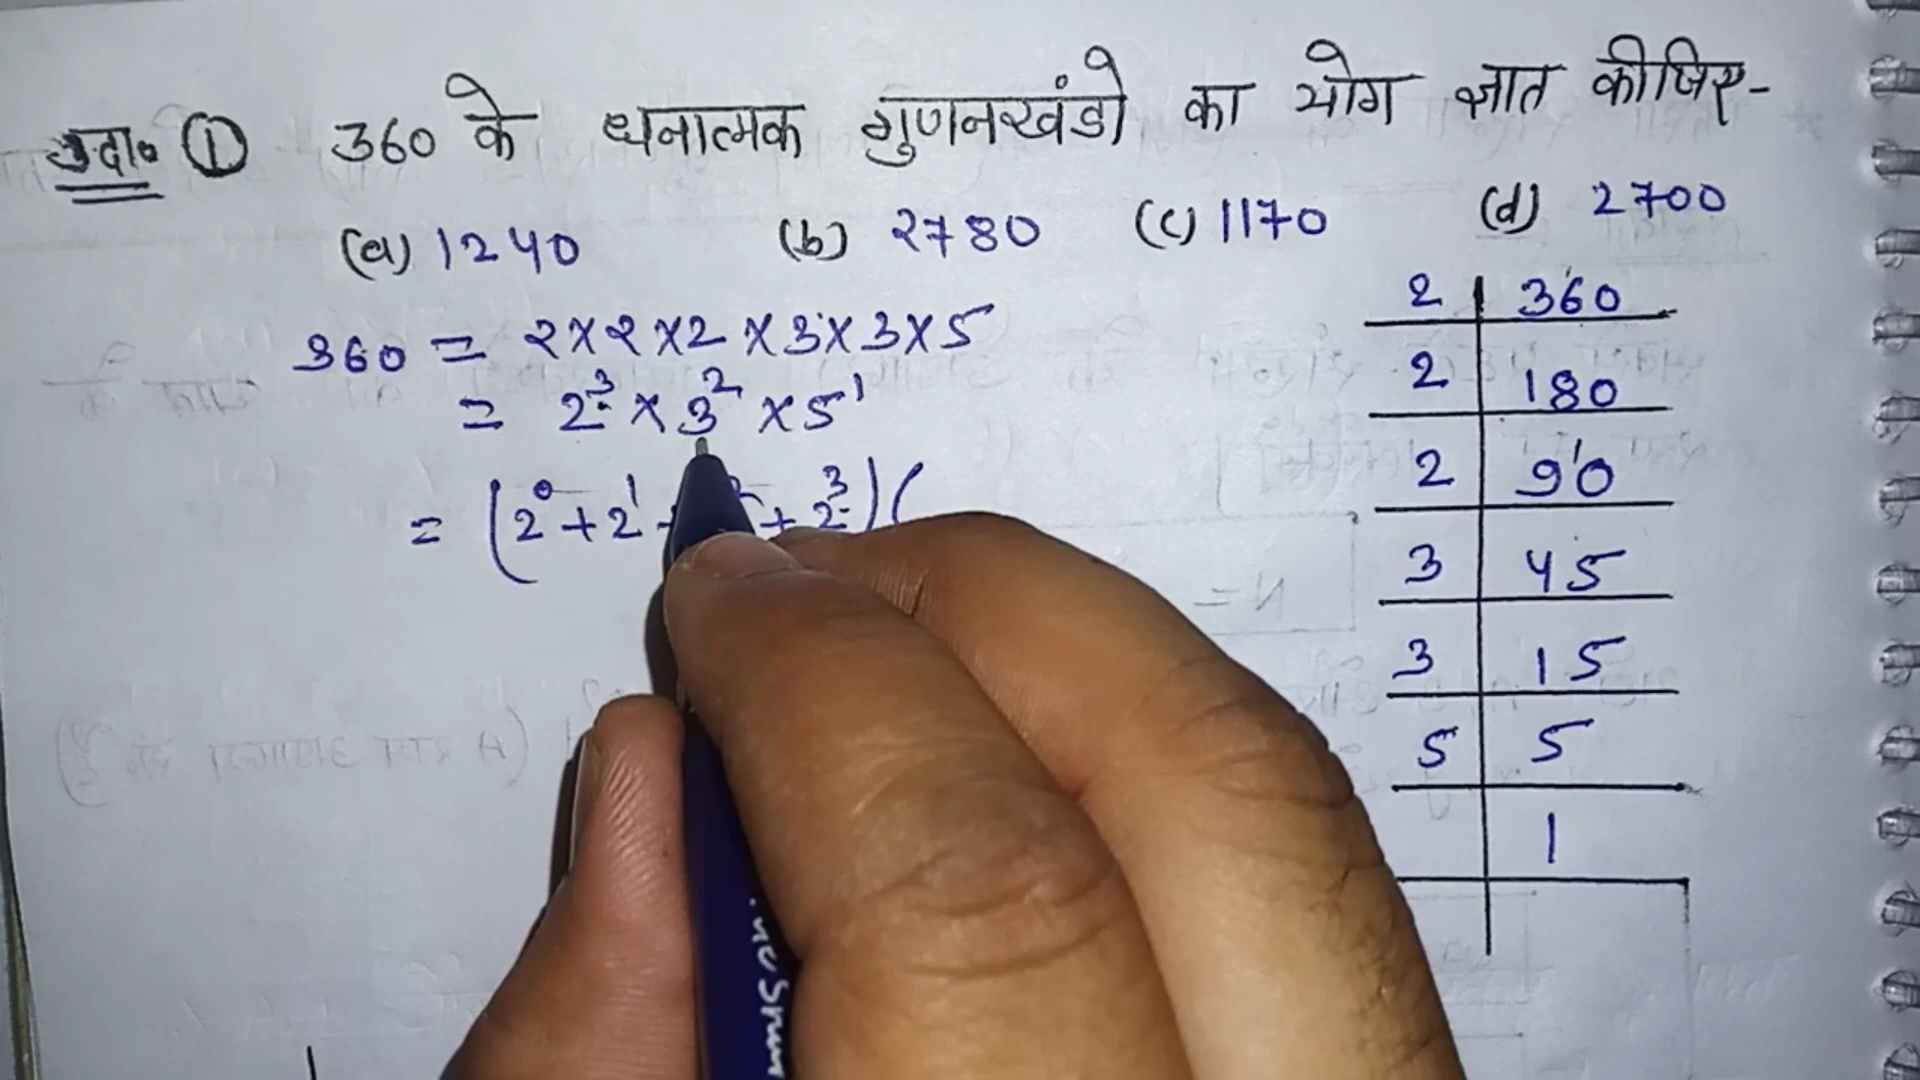 उदा० ① 360 के धनात्मक गुणनखंडो का योग ज्ञात कीजिए-
(a) 1240 (b) 2780 (c) 1170 (d) 2700
360 = 2×2×2×3×3×5
= 2³ × 3² × 5¹
= (2⁰ + 2¹ + 2³)(
2 | 360
2 | 180
2 | 90
3 | 45
3 | 15
5 | 5
1